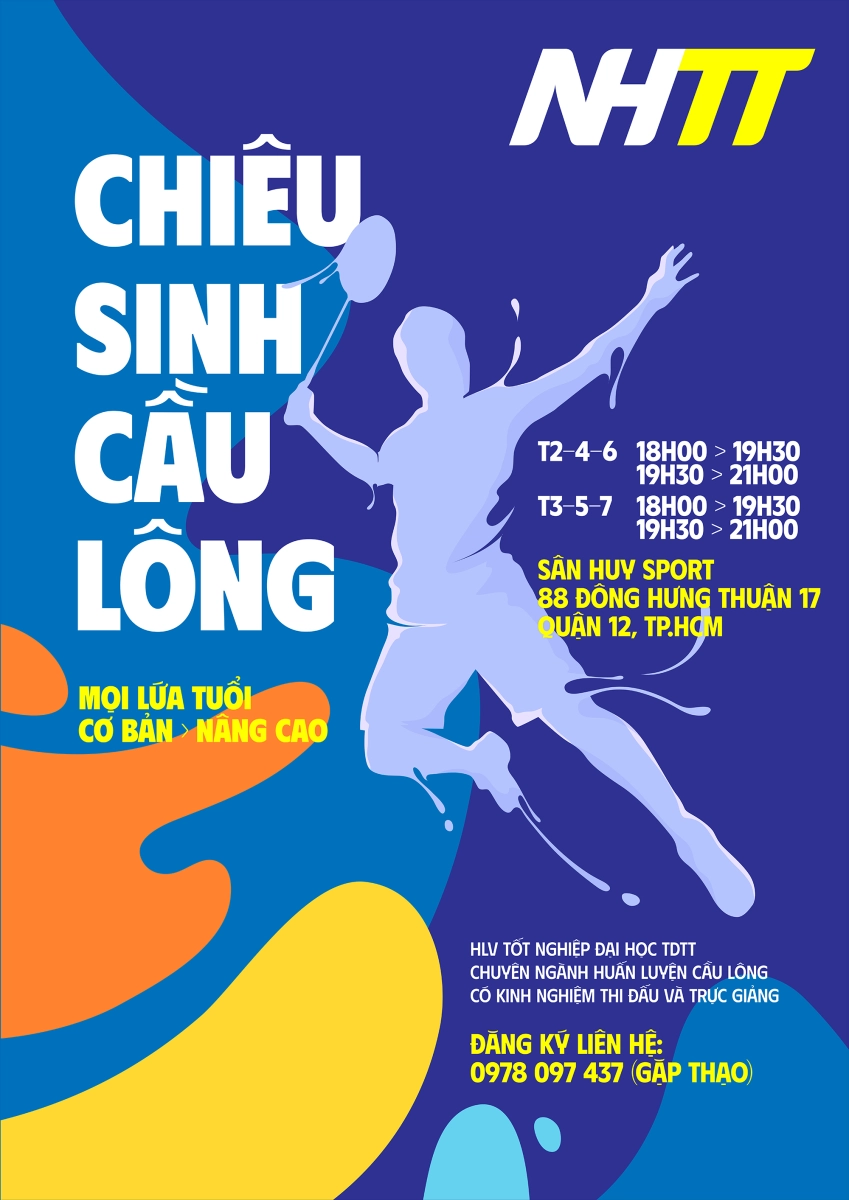 NHTT
CHIÊU
SINH
CẦU
LÔNG
T2-4-6 18H00 > 19H30
19H30 > 21H00
T3-5-7 18H00 > 19H30
19H30 > 21H00
SÂN HUY SPORT
88 ĐÔNG HƯNG THUẬN 17
QUẬN 12, TP.HCM
MỌI LỨA TUỔI
CƠ BẢN > NÂNG CAO
HLV TỐT NGHIỆP ĐẠI HỌC TDTT
CHUYÊN NGÀNH HUẤN LUYỆN CẦU LÔNG
CÓ KINH NGHIỆM THI ĐẤU VÀ TRỰC GIẢNG
ĐĂNG KÝ LIÊN HỆ:
0978 097 437 (GẶP THẠO)